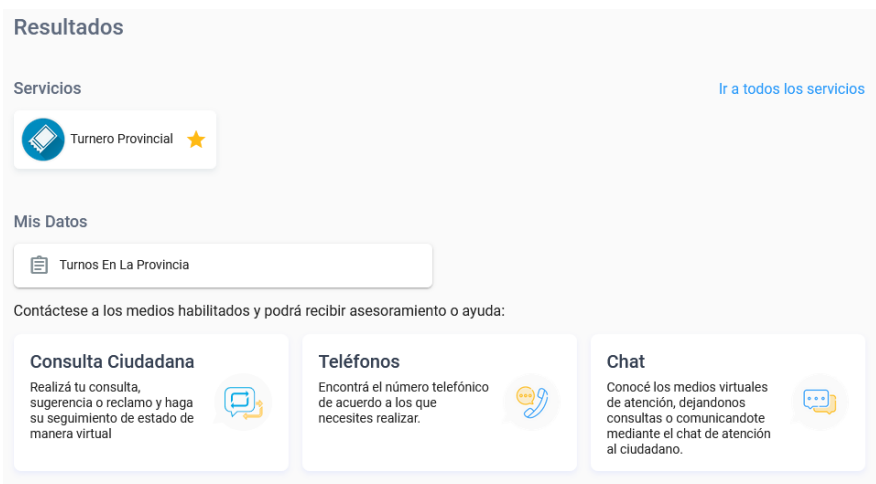 Resultados
Servicios
Ir a todos los servicios
Turnero Provincial
Mis Datos
Turnos En La Provincia
Contáctese a los medios habilitados y podrá recibir asesoramiento o ayuda:
Consulta Ciudadana
Realizá tu consulta,
sugerencia o reclamo y haga
su seguimiento de estado de
manera virtual
Teléfonos
Encontrá el número telefónico
de acuerdo a los que
necesites realizar.
Chat
Conocé los medios virtuales
de atención, dejandonos
consultas o comunicandote
mediante el chat de atención
al ciudadano.